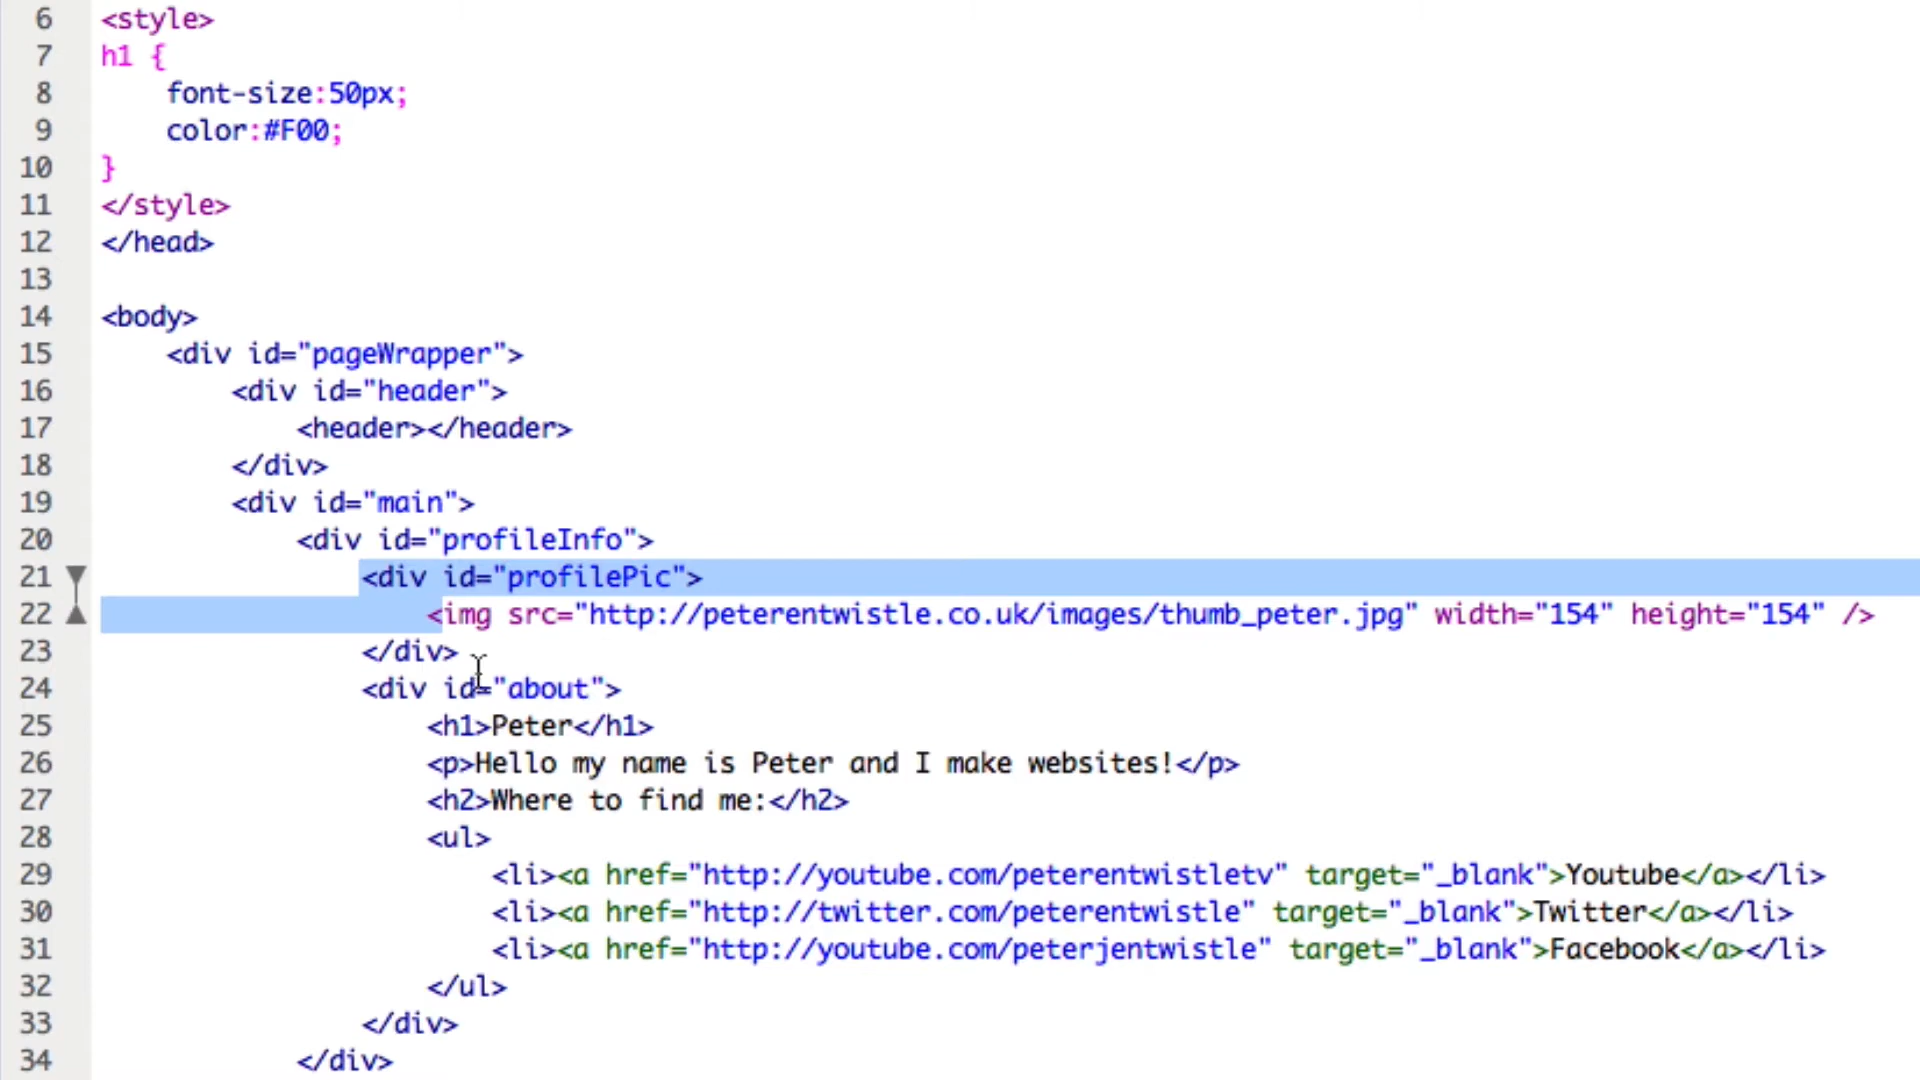 6 <style>
7 h1 {
8 font-size:50px;
9 color:#F00;
10 }
11 </style>
12 </head>
13
14 <body>
15 <div id="pageWrapper">
16 <div id="header">
17 <header></header>
18 </div>
19 <div id="main">
20 <div id="profileInfo">
21 <div id="profilePic">
22 <img src="http://peterentwistle.co.uk/images/thumb_peter.jpg" width="154" height="154" />
23 </div>
24 <div id="about">
25 <h1>Peter</h1>
26 <p>Hello my name is Peter and I make websites!</p>
27 <h2>Where to find me:</h2>
28 <ul>
29 <li><a href="http://youtube.com/peterentwistletv" target="_blank">Youtube</a></li>
30 <li><a href="http://twitter.com/peterentwistle" target="_blank">Twitter</a></li>
31 <li><a href="http://youtube.com/peterjentwistle" target="_blank">Facebook</a></li>
32 </ul>
33 </div>
34 </div>